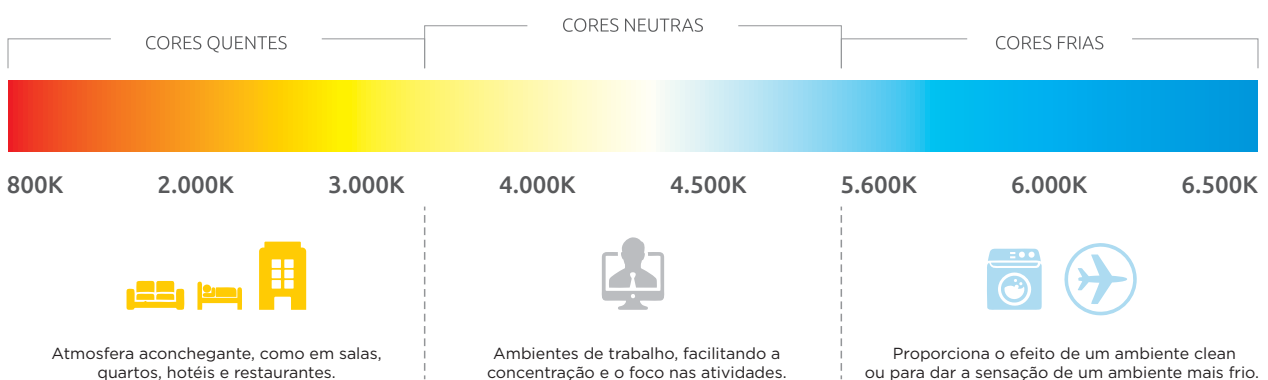 CORES QUENTES
CORES NEUTRAS
CORES FRIAS
800K 2.000K 3.000K 4.000K 4.500K 5.600K 6.000K 6.500K
Atmosfera aconchegante, como em salas,
quartos, hotéis e restaurantes.
Ambientes de trabalho, facilitando a
concentração e o foco nas atividades.
Proporciona o efeito de um ambiente clean
ou para dar a sensação de um ambiente mais frio.